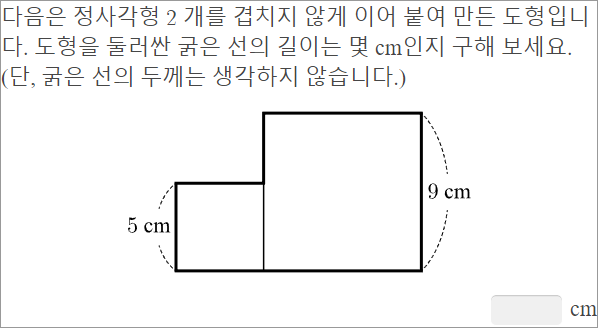 다음은 정사각형 2 개를 겹치지 않게 이어 붙여 만든 도형입니
다. 도형을 둘러싼 굵은 선의 길이는 몇 cm인지 구해 보세요.
(단, 굵은 선의 두께는 생각하지 않습니다.)
9 cm
5 cm
cm